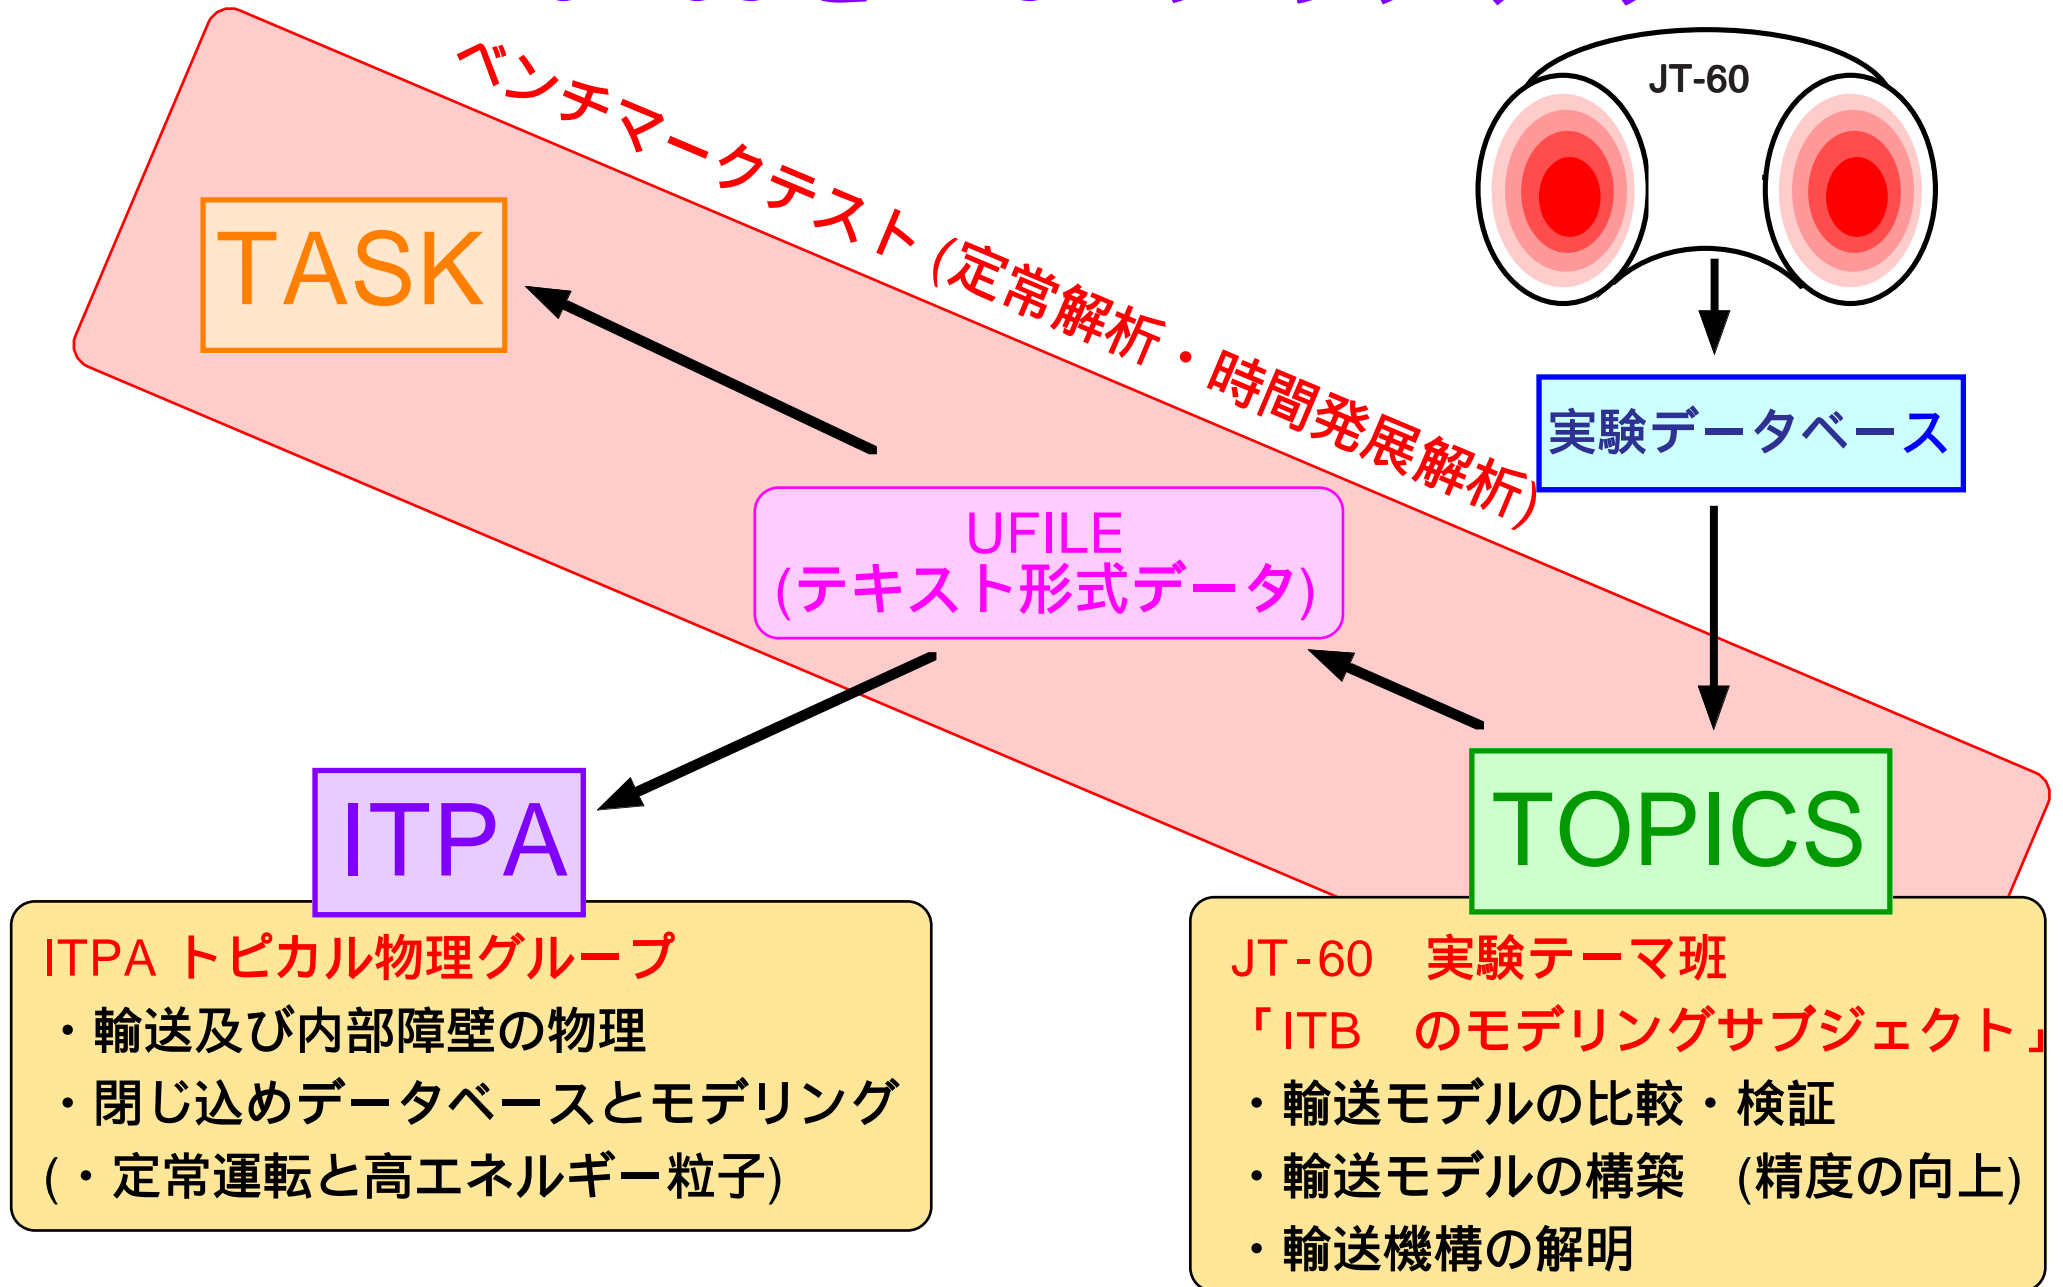 JT-60
ベンチマークテスト (定常解析・時間発展解析)
TASK
実験データベース
UFILE
(テキスト形式データ)
ITPA
TOPICS
ITPA トピカル物理グループ
・輸送及び内部障壁の物理
・閉じ込めデータベースとモデリング
(・定常運転と高エネルギー粒子)
JT-60 実験テーマ班
「ITB のモデリングサブジェクト」
・輸送モデルの比較・検証
・輸送モデルの構築 (精度の向上)
・輸送機構の解明